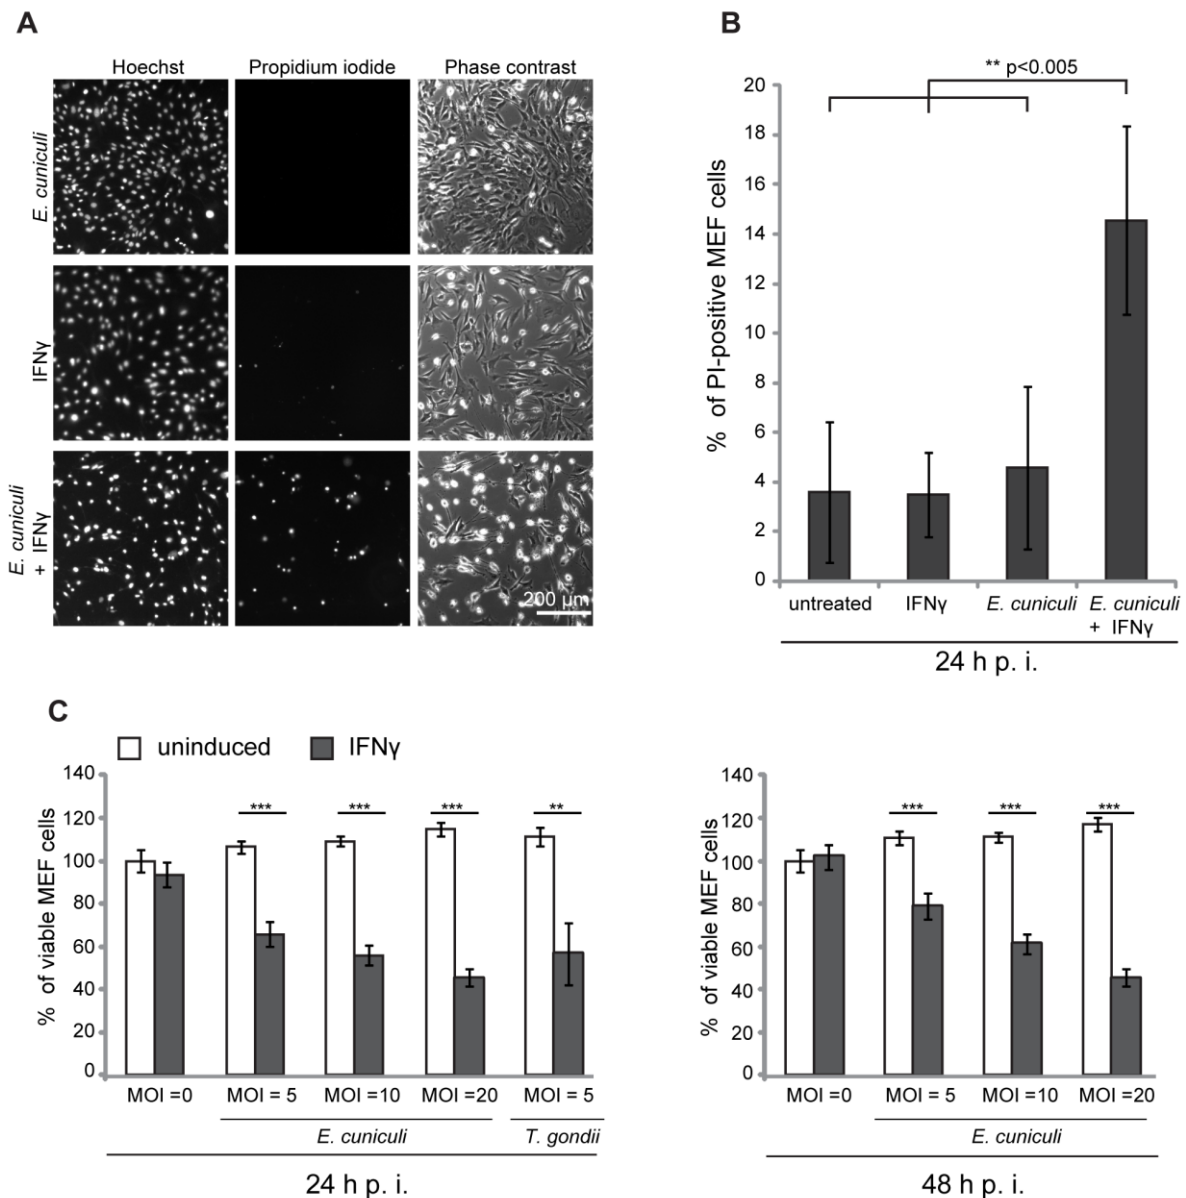 A
Hoechst Propidium iodide Phase contrast
E. cuniculi
IFNγ
E. cuniculi
+ IFNγ
200 µm
B
** p<0.005
% of PI-positive MEF cells
20
18
16
14
12
10
8
6
4
2
0
untreated IFNγ E. cuniculi E. cuniculi
+ IFNγ
24 h p. i.
C
uninduced IFNγ
% of viable MEF cells
140
120
100
80
60
40
20
0
*** *** *** **
MOI =0 MOI = 5 MOI =10 MOI =20 MOI = 5
E. cuniculi T. gondii
24 h p. i.
% of viable MEF cells
140
120
100
80
60
40
20
0
*** *** ***
MOI =0 MOI = 5 MOI =10 MOI =20
E. cuniculi
48 h p. i.